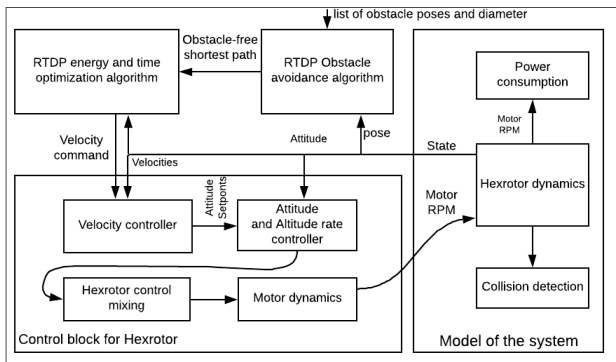 list of obstacle poses and diameter
RTDP energy and time
optimization algorithm
Obstacle-free
shortest path
RTDP Obstacle
avoidance algorithm
Power
consumption
Motor
RPM
Velocity
command
Attitude
pose
State
Velocities
Hexrotor dynamics
Velocity controller
Attitude
Setponts
Attitude
and Altitude rate
controller
Motor
RPM
Hexrotor control
mixing
Motor dynamics
Collision detection
Control block for Hexrotor
Model of the system